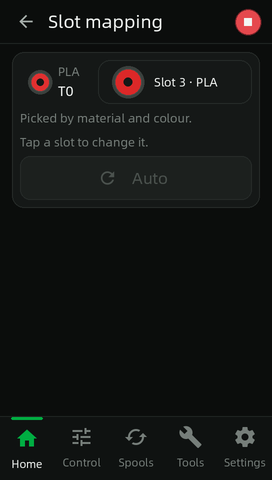 Slot mapping
PLA
T0
Slot 3 · PLA
Picked by material and colour.
Tap a slot to change it.
Auto
Home
Control
Spools
Tools
Settings